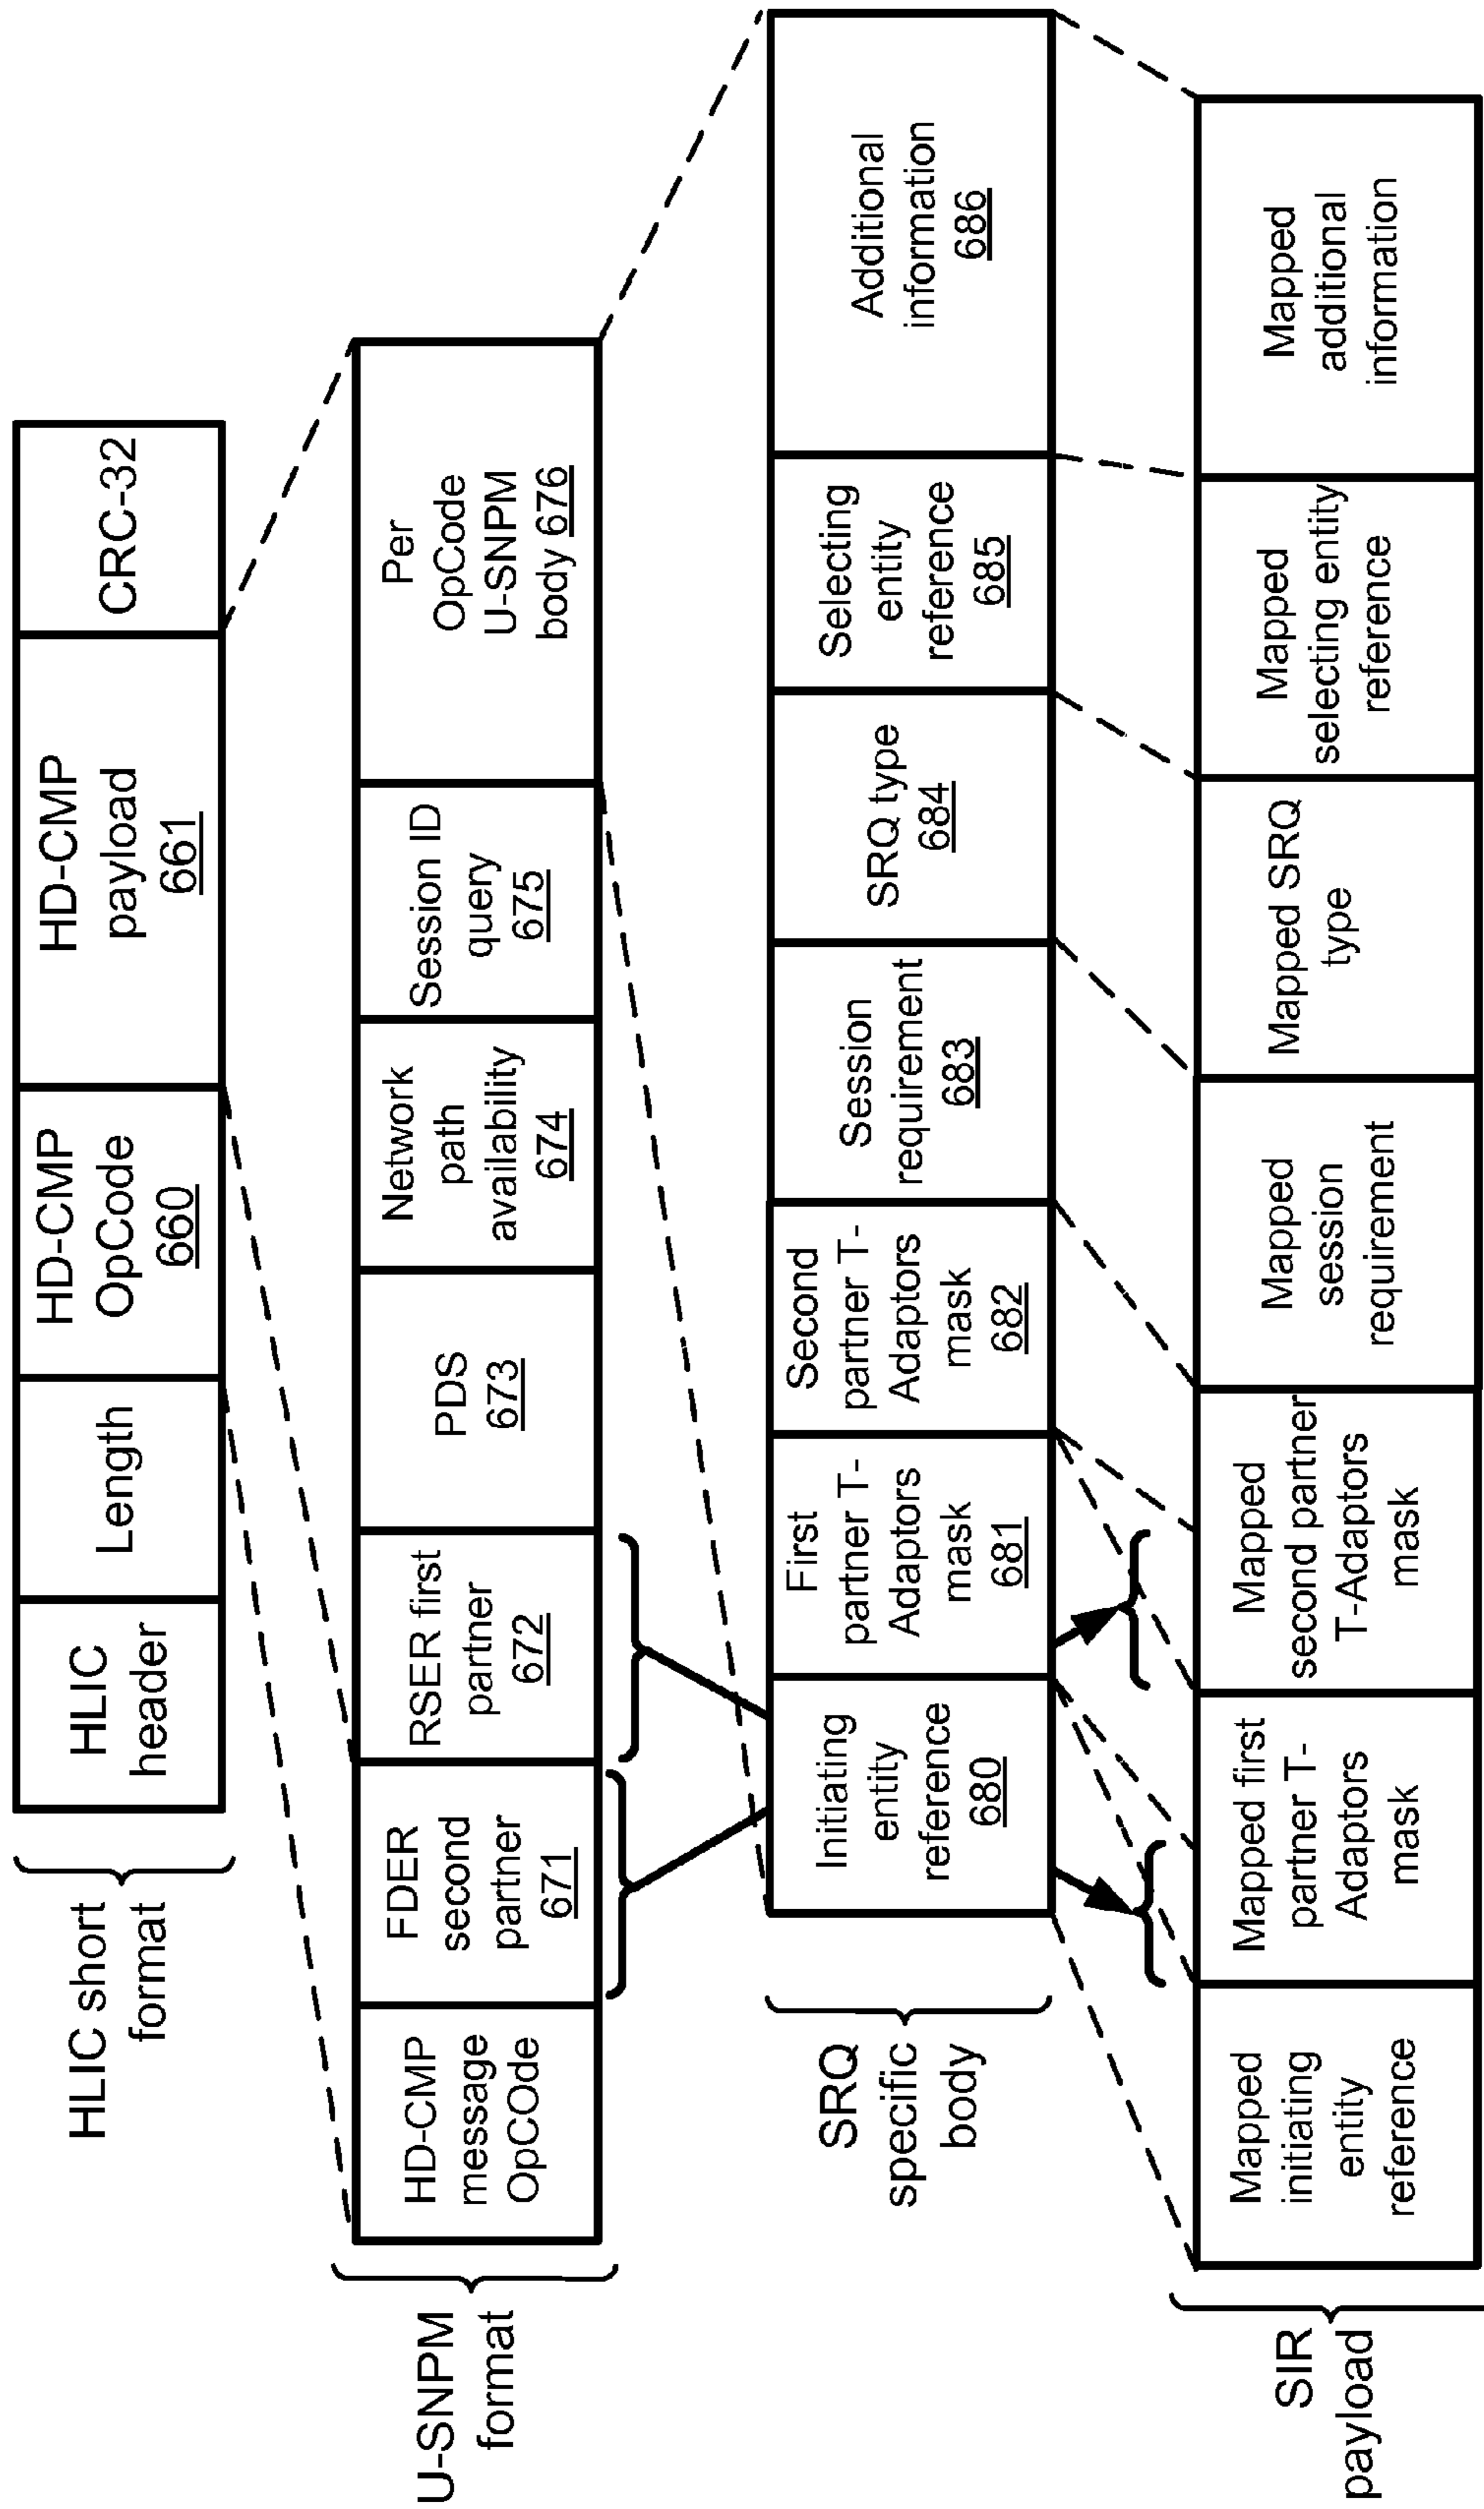 HLIC short
format
HLIC
header
Length
HD-CMP
OpCode
660
HD-CMP
payload
661
CRC-32
U-SNPM
format
HD-CMP
message
OpCOde
FDER
second
partner
671
RSER first
partner
672
PDS
673
Network
path
availability
674
Session ID
query
675
Per
OpCode
U-SNPM
body 676
SRQ
specific
body
Initiating
entity
reference
680
First
partner T-
Adaptors
mask
681
Second
partner T-
Adaptors
mask
682
Session
requirement
683
SRQ type
684
Selecting
entity
reference
685
Additional
information
686
SIR
payload
Mapped
initiating
entity
reference
Mapped first
partner T-
Adaptors
mask
Mapped
second partner
T-Adaptors
mask
Mapped
session
requirement
Mapped SRQ
type
Mapped
selecting entity
reference
Mapped
additional
information